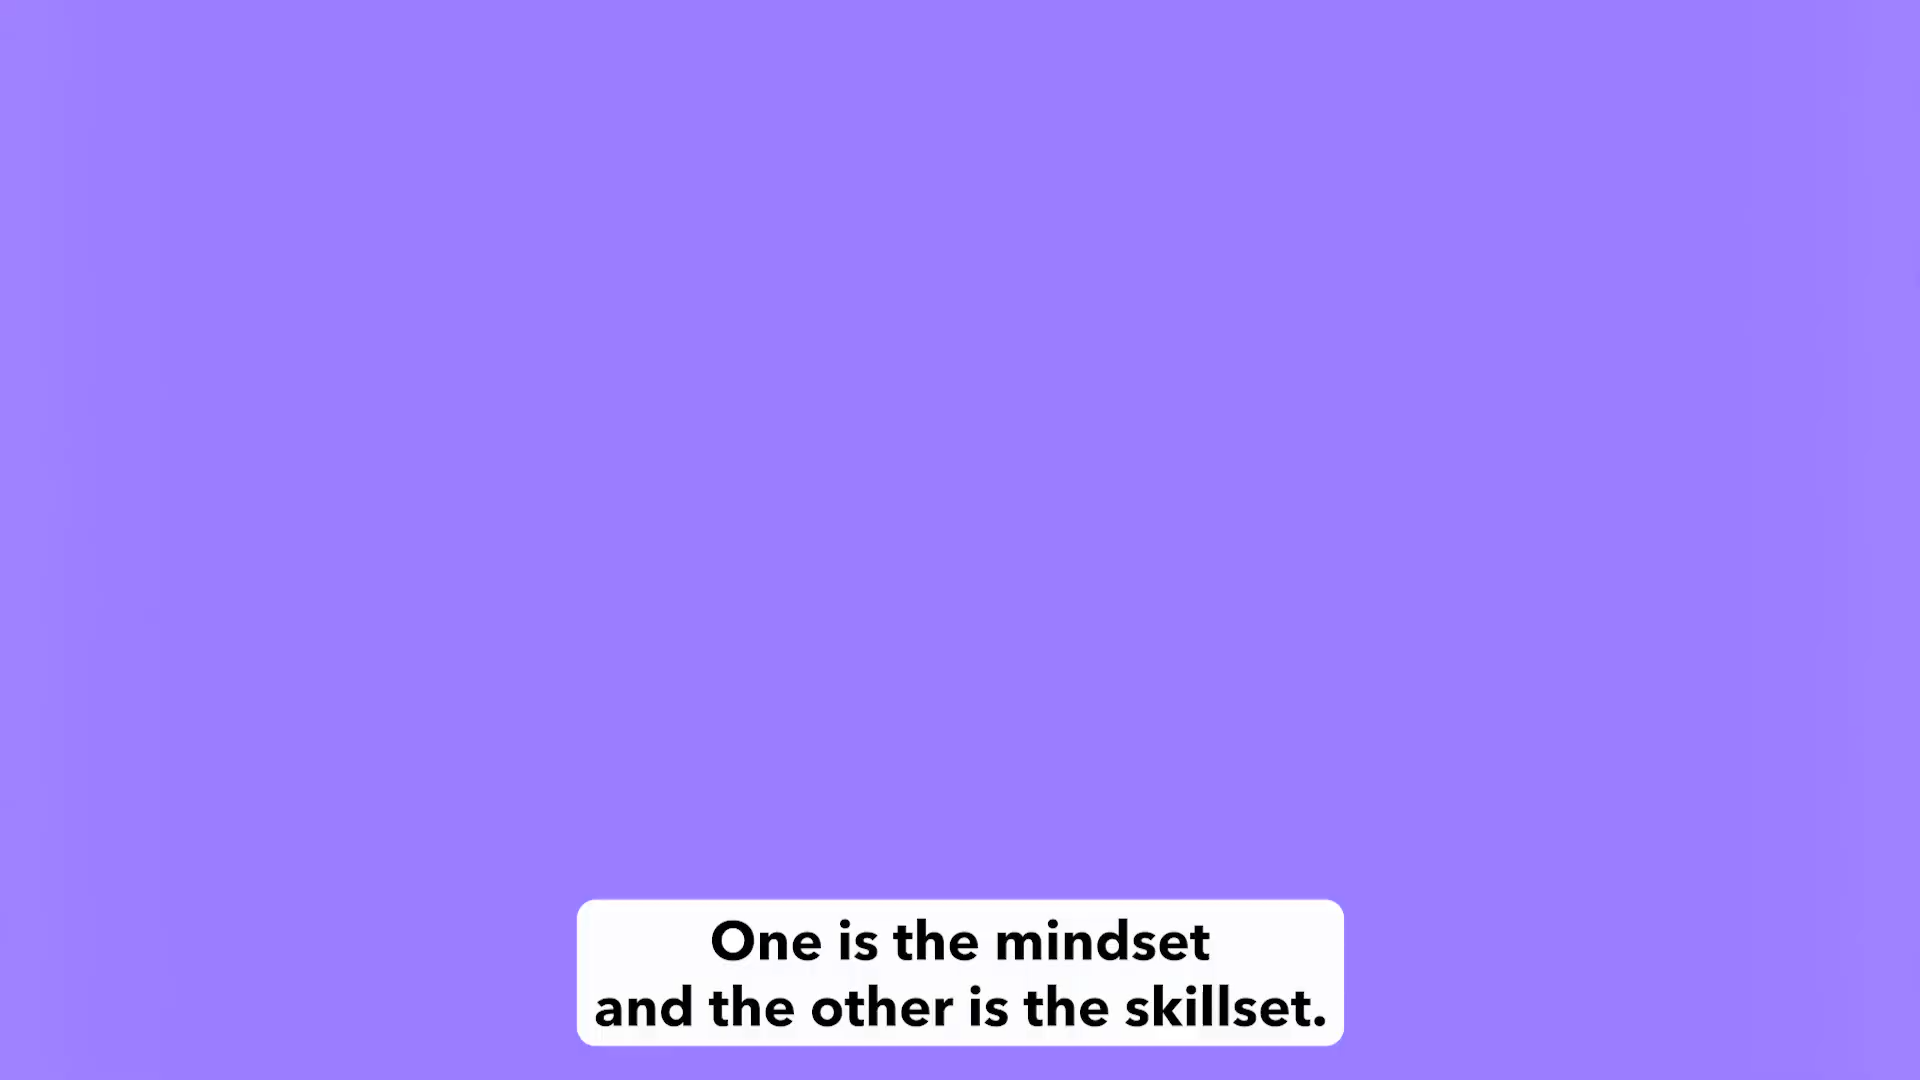 One is the mindset
and the other is the skillset.